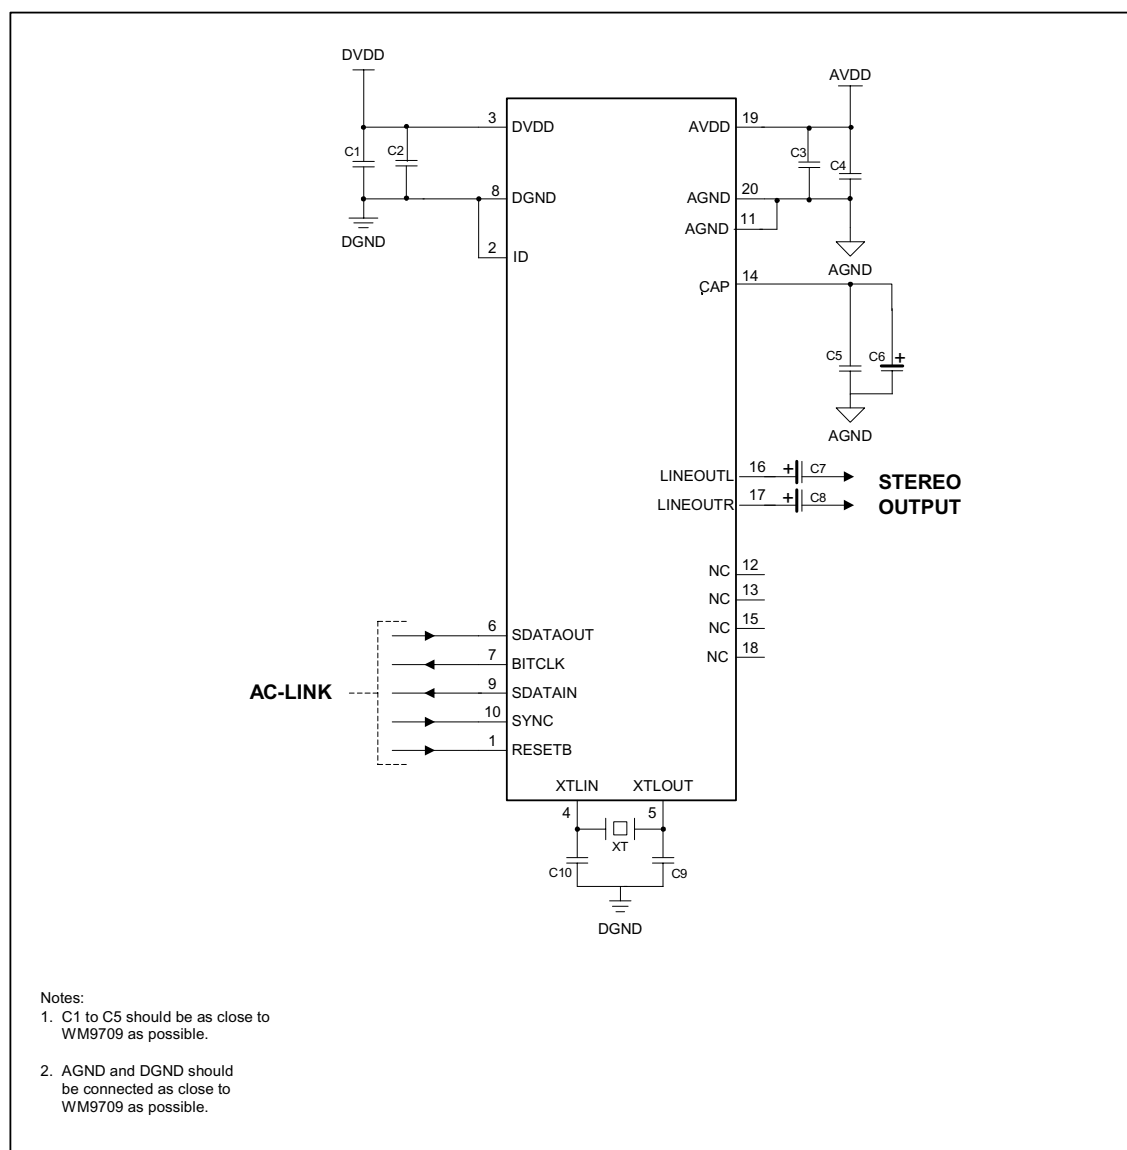 DVDD
AVDD
3 DVDD
AVDD 19
C1 C2
C3 C4
8 DGND
AGND 20
DGND
AGND 11
2 ID
AGND
ÇAP 14
C5 C6 +
AGND
LINEOUTL 16 + C7
STEREO
LINEOUTR 17 + C8
OUTPUT
NC 12
NC 13
NC 15
NC 18
6 SDATAOUT
7 BITCLK
AC-LINK
9 SDATAIN
10 SYNC
1 RESETB
XTLIN XTLOUT
4 5
XT
C10 C9
DGND
Notes:
1. C1 to C5 should be as close to
WM9709 as possible.
2. AGND and DGND should
be connected as close to
WM9709 as possible.